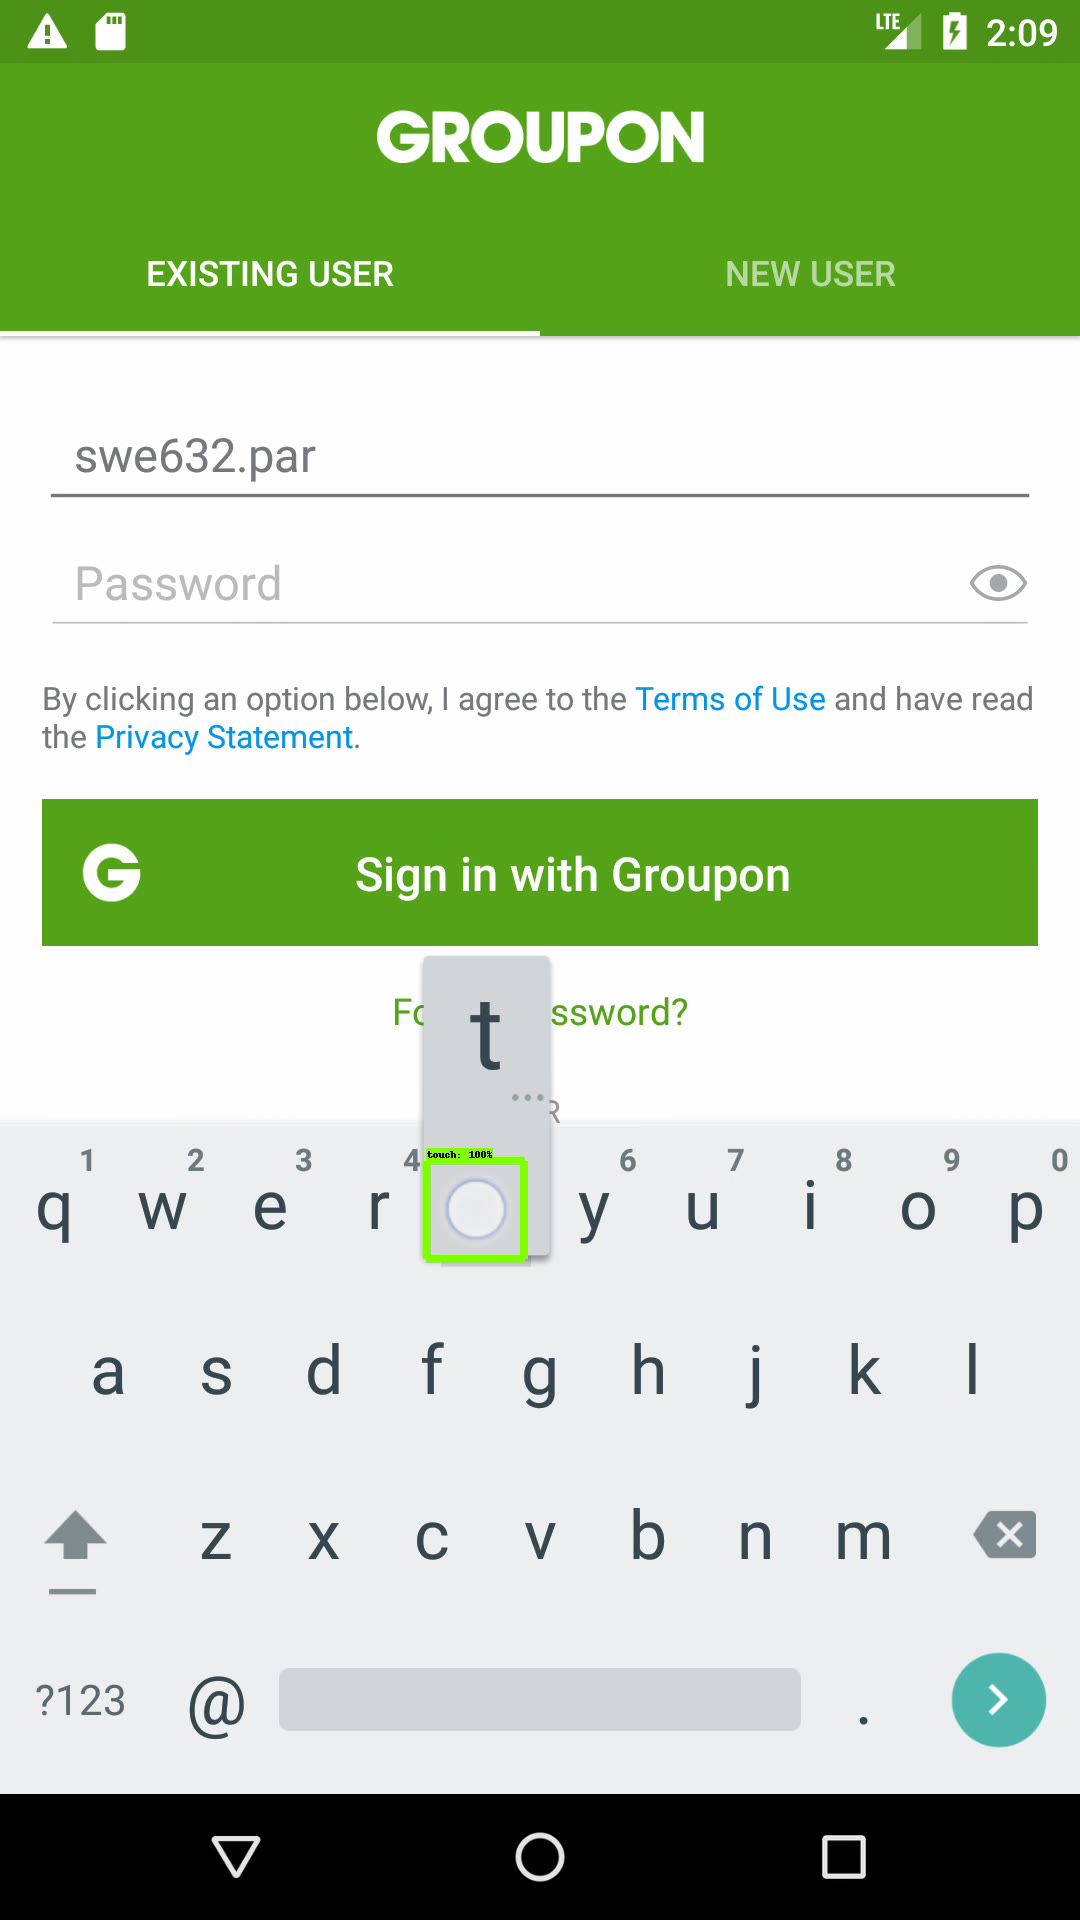 LTE 2:09
GROUPON
EXISTING USER NEW USER
swe632.par
Password
By clicking an option below, I agree to the Terms of Use and have read
the Privacy Statement.
G Sign in with Groupon
Fo ssword?
t
...
R
touch: 100%
1 2 3 4 6 7 8 9 0
q w e r y u i o p
a s d f g h j k l
z x c v b n m
?123 @ .